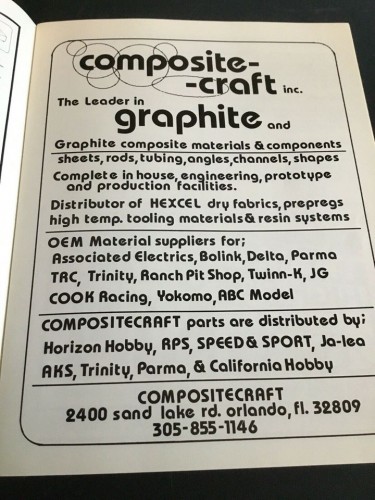 composite-
-craft inc.
The Leader in
graphite and
Graphite composite materials & components
sheets, rods, tubing, angles, channels, shapes
Complete in house, engineering, prototype
and production facilities.
Distributor of HEXCEL dry fabrics, prepregs
high temp. tooling materials & resin systems
OEM Material suppliers for;
Associated Electrics, Bolink, Delta, Parma
TRC, Trinity, Ranch Pit Shop, Twinn-K, JG
COOK Racing, Yokomo, ABC Model
COMPOSITECRAFT parts are distributed by;
Horizon Hobby, RPS, SPEED & SPORT, Ja-lea
AKS, Trinity, Parma, & California Hobby
COMPOSITECRAFT
2400 sand lake rd. orlando, fl. 32809
305-855-1146